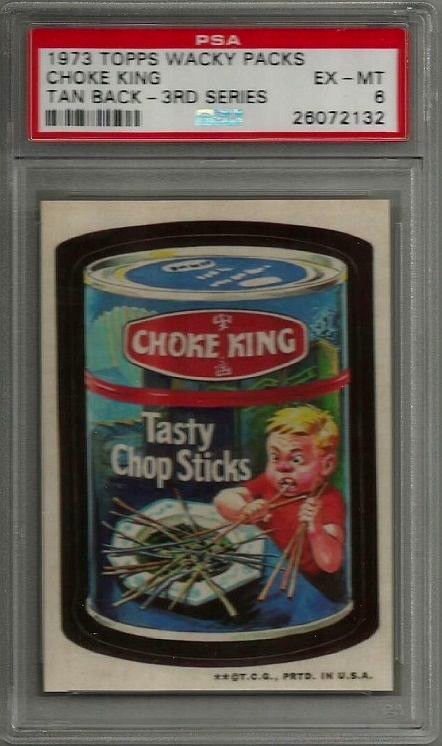 PSA
1973 TOPPS WACKY PACKS
CHOKE KING EX - MT
TAN BACK - 3RD SERIES 6
26072132
CHOKE KING
Tasty
Chop Sticks
**©T.C.G., PRTD. IN U.S.A.